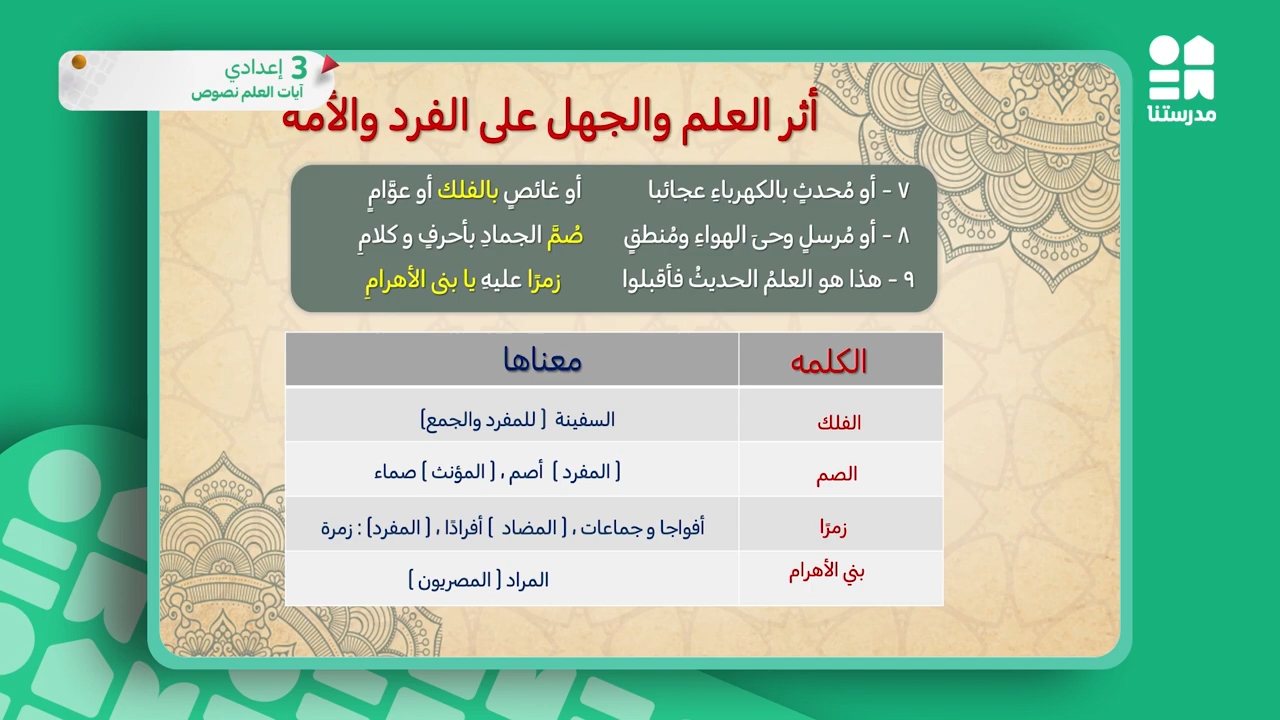 3 إعدادي
آيات العلم نصوص
مدرستنا
أثر العلم والجهل على الفرد والأمه
٧ - أو مُحدثٍ بالكهرباءِ عجائبا أو غائصٍ بالفلك أو عوَّامٍ
٨ - أو مُرسلٍ وحىَ الهواءِ ومُنطقٍ صُمَّ الجمادِ بأحرفٍ و كلامِ
٩ - هذا هو العلمُ الحديثُ فأقبلوا زمرًا عليهِ يا بنى الأهرامِ
الكلمه معناها
الفلك السفينة ( للمفرد والجمع)
الصم ( المفرد ) أصم ، ( المؤنث ) صماء
زمرًا أفواجا و جماعات ، ( المضاد ) أفرادًا ، ( المفرد) : زمرة
بني الأهرام المراد ( المصريون )